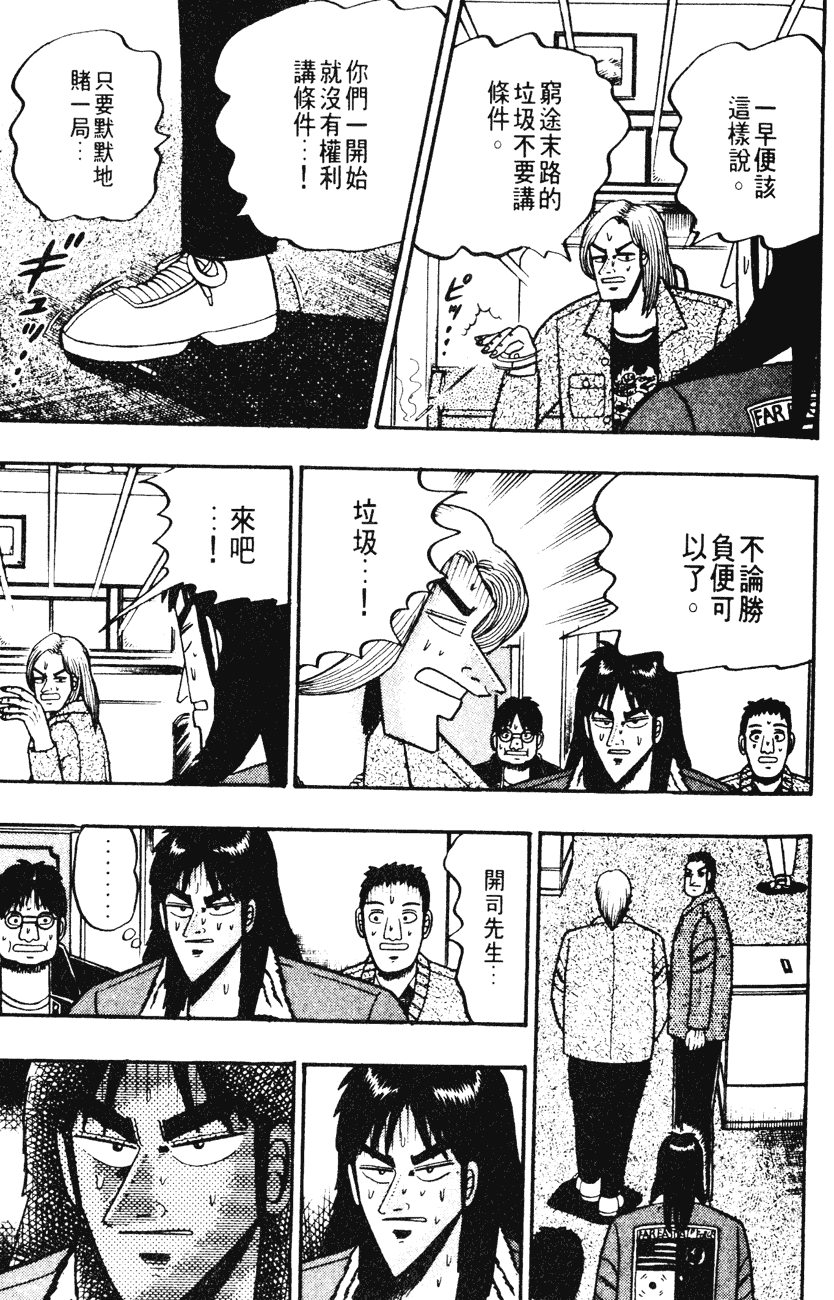 一早便該
這樣說。
窮途末路的
垃圾不要講
條件。
ピッ…
FAR EA
你們一開始
就沒有權利
講條件…！
只要默默地
賭一局…
ギュッ…
不論勝
負便可
以了。
垃圾…！
來吧
…！
開司先生…
……